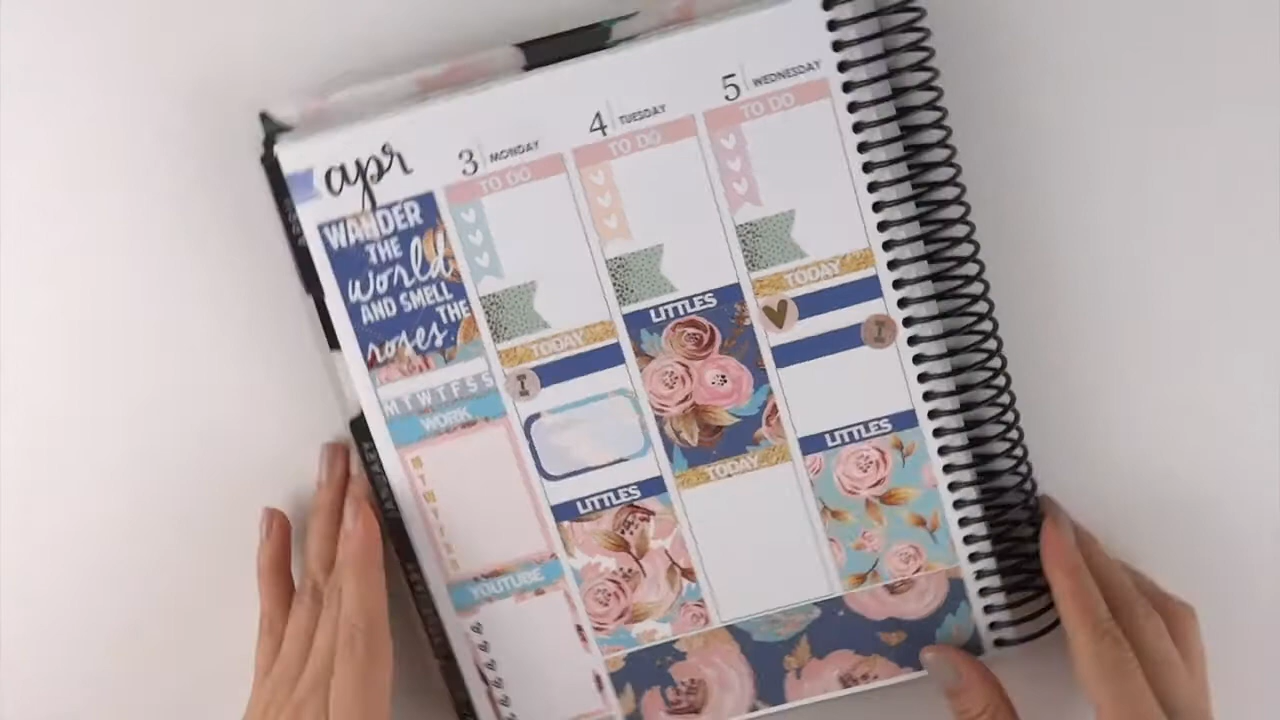 apr
3 MONDAY
4 TUESDAY
5 WEDNESDAY
TO DO
TO DO
TO DO
WANDER
THE
world
AND SMELL
THE
roses.
M T W T F S S
WORK
M
T
W
T
F
S
S
YOUTUBE
TODAY
I
LITTLES
LITTLES
TODAY
TODAY
I
LITTLES